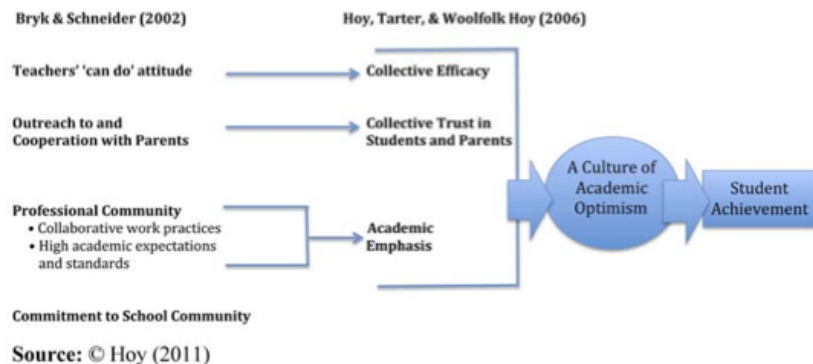 Bryk & Schneider (2002)
Hoy, Tarter, & Woolfolk Hoy (2006)
Teachers' 'can do' attitude
Collective Efficacy
Outreach to and
Cooperation with Parents
Collective Trust in
Students and Parents
Professional Community
• Collaborative work practices
• High academic expectations
and standards
Academic
Emphasis
A Culture of
Academic
Optimism
Student
Achievement
Commitment to School Community
Source: © Hoy (2011)